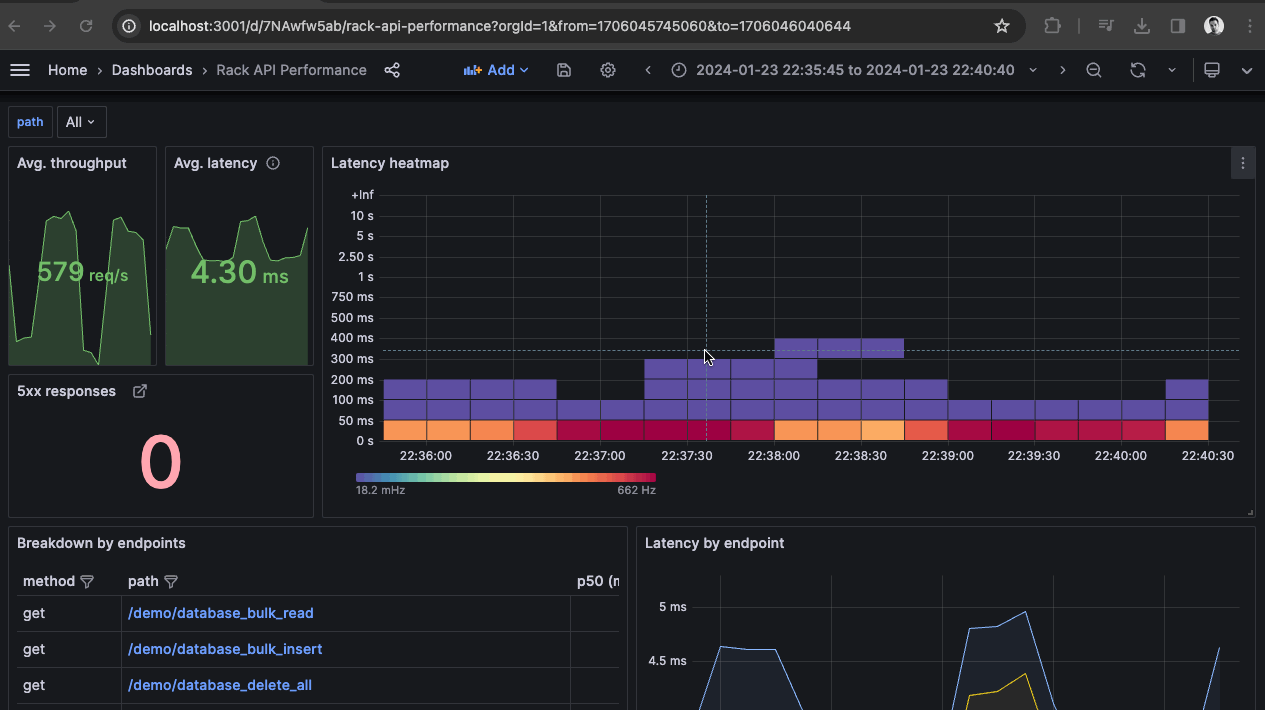 localhost:3001/d/7NAwfw5ab/rack-api-performance?orgId=1&from=1706045745060&to=1706046040644
Home › Dashboards › Rack API Performance
Add
2024-01-23 22:35:45 to 2024-01-23 22:40:40
path
All
Avg. throughput
579 req/s
Avg. latency
4.30 ms
5xx responses
0
Latency heatmap
+Inf
10 s
5 s
2.50 s
1 s
750 ms
500 ms
400 ms
300 ms
200 ms
100 ms
50 ms
0 s
22:36:00 22:36:30 22:37:00 22:37:30 22:38:00 22:38:30 22:39:00 22:39:30 22:40:00 22:40:30
18.2 mHz 662 Hz
Breakdown by endpoints
method path p50 (
get /demo/database_bulk_read
get /demo/database_bulk_insert
get /demo/database_delete_all
Latency by endpoint
5 ms
4.5 ms